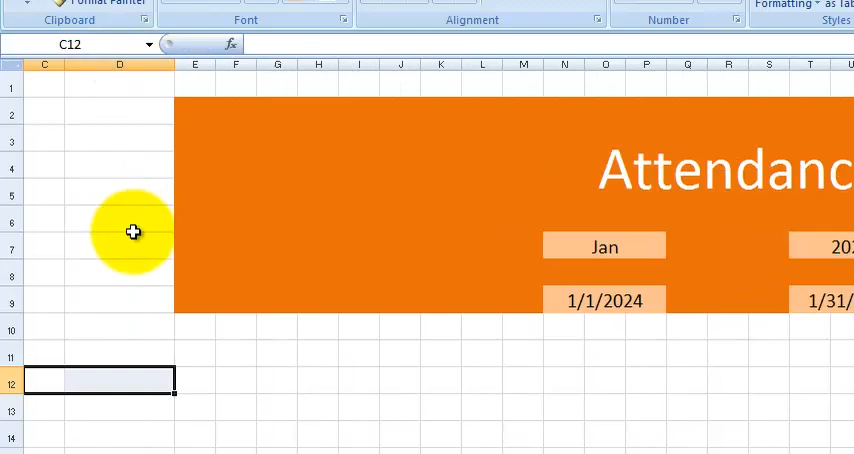 Format Painter
Formatting as Tab
Clipboard Font Alignment Number Styles
C12 fx
C D E F G H I J K L M N O P Q R S T U
1
2
3
4 Attendanc
5
6
7 Jan 202
8
9 1/1/2024 1/31/
10
11
12
13
14